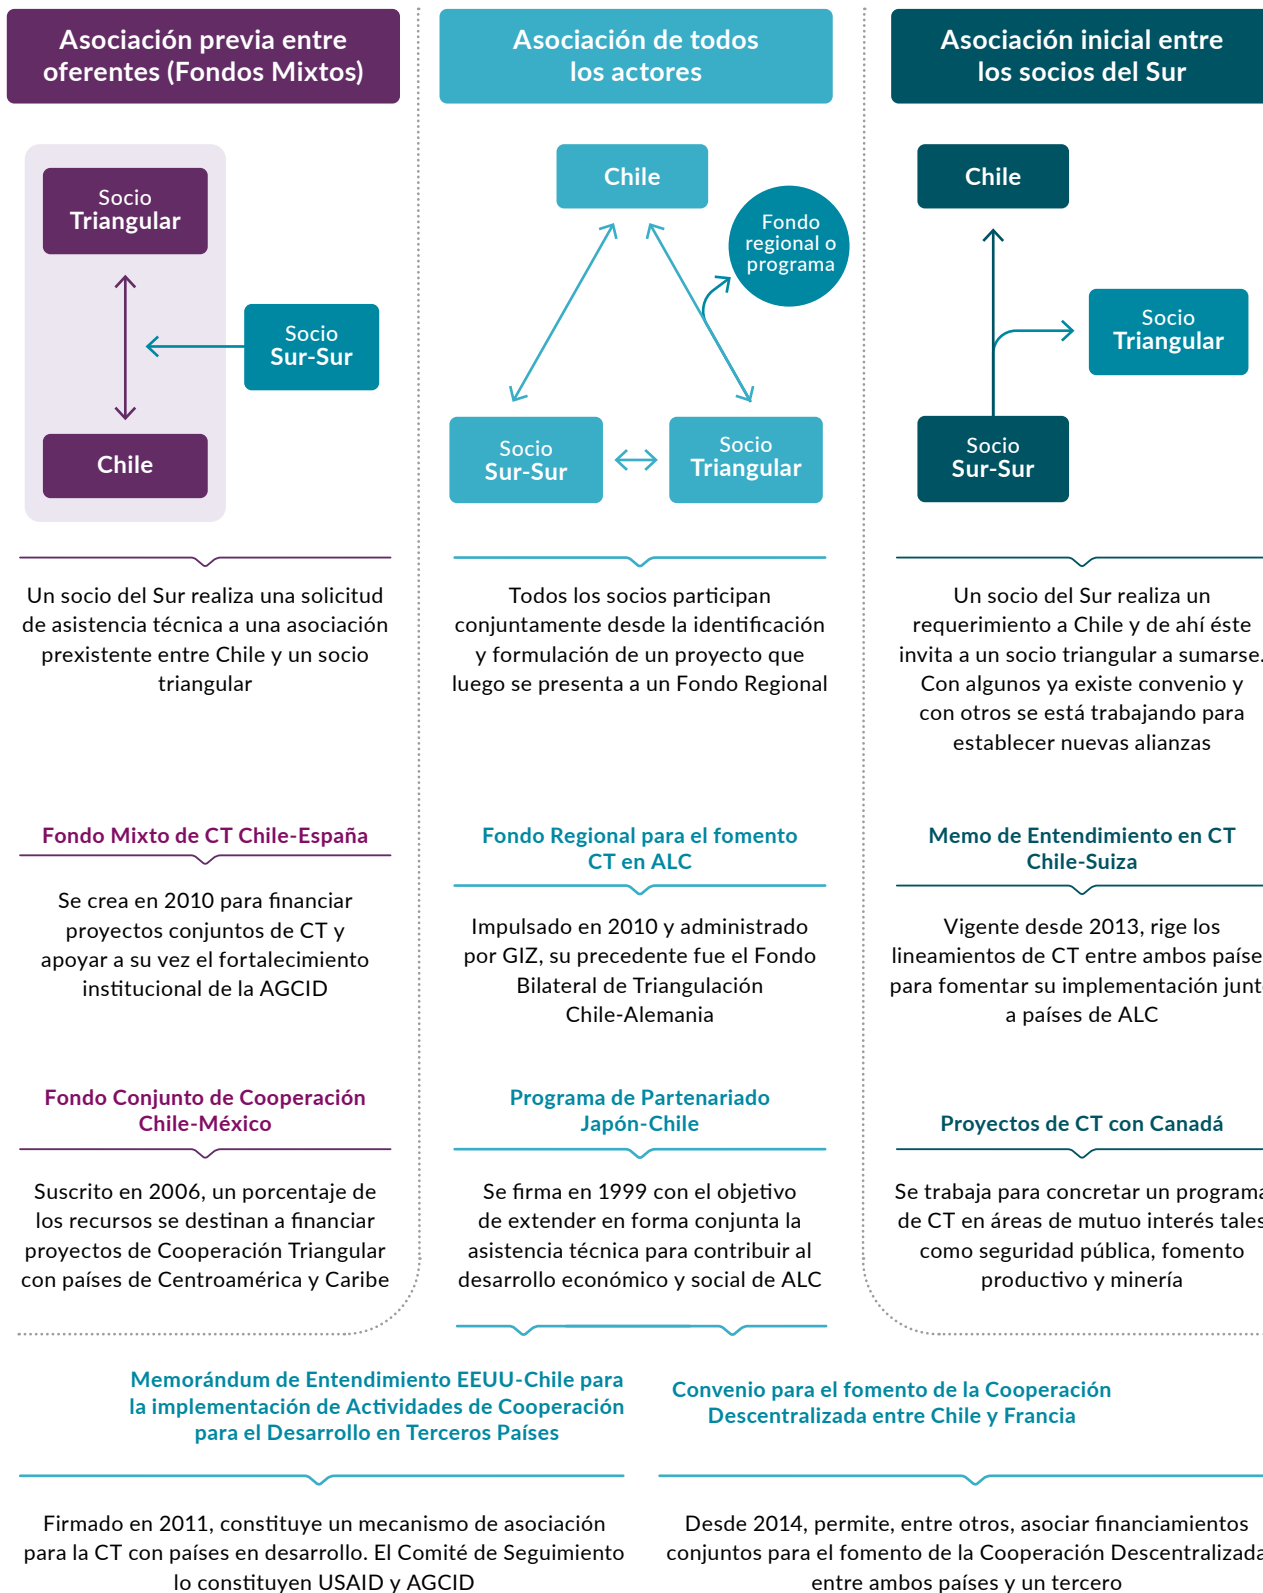 Asociación previa entre
oferentes (Fondos Mixtos)
Socio
Triangular
Socio
Sur-Sur
Chile
Un socio del Sur realiza una solicitud
de asistencia técnica a una asociación
prexistente entre Chile y un socio
triangular
Fondo Mixto de CT Chile-España
Se crea en 2010 para financiar
proyectos conjuntos de CT y
apoyar a su vez el fortalecimiento
institucional de la AGCID
Fondo Conjunto de Cooperación
Chile-México
Suscrito en 2006, un porcentaje de
los recursos se destinan a financiar
proyectos de Cooperación Triangular
con países de Centroamérica y Caribe
Asociación de todos
los actores
Chile
Fondo
regional o
programa
Socio
Sur-Sur
Socio
Triangular
Todos los socios participan
conjuntamente desde la identificación
y formulación de un proyecto que
luego se presenta a un Fondo Regional
Fondo Regional para el fomento
CT en ALC
Impulsado en 2010 y administrado
por GIZ, su precedente fue el Fondo
Bilateral de Triangulación
Chile-Alemania
Programa de Partenariado
Japón-Chile
Se firma en 1999 con el objetivo
de extender en forma conjunta la
asistencia técnica para contribuir al
desarrollo económico y social de ALC
Asociación inicial entre
los socios del Sur
Chile
Socio
Triangular
Socio
Sur-Sur
Un socio del Sur realiza un
requerimiento a Chile y de ahí éste
invita a un socio triangular a sumarse.
Con algunos ya existe convenio y
con otros se está trabajando para
establecer nuevas alianzas
Memo de Entendimiento en CT
Chile-Suiza
Vigente desde 2013, rige los
lineamientos de CT entre ambos paíse
para fomentar su implementación junt
a países de ALC
Proyectos de CT con Canadá
Se trabaja para concretar un programa
de CT en áreas de mutuo interés tales
como seguridad pública, fomento
productivo y minería
Memorándum de Entendimiento EEUU-Chile para
la implementación de Actividades de Cooperación
para el Desarrollo en Terceros Países
Firmado en 2011, constituye un mecanismo de asociación
para la CT con países en desarrollo. El Comité de Seguimiento
lo constituyen USAID y AGCID
Convenio para el fomento de la Cooperación
Descentralizada entre Chile y Francia
Desde 2014, permite, entre otros, asociar financiamientos
conjuntos para el fomento de la Cooperación Descentralizada
entre ambos países y un tercero